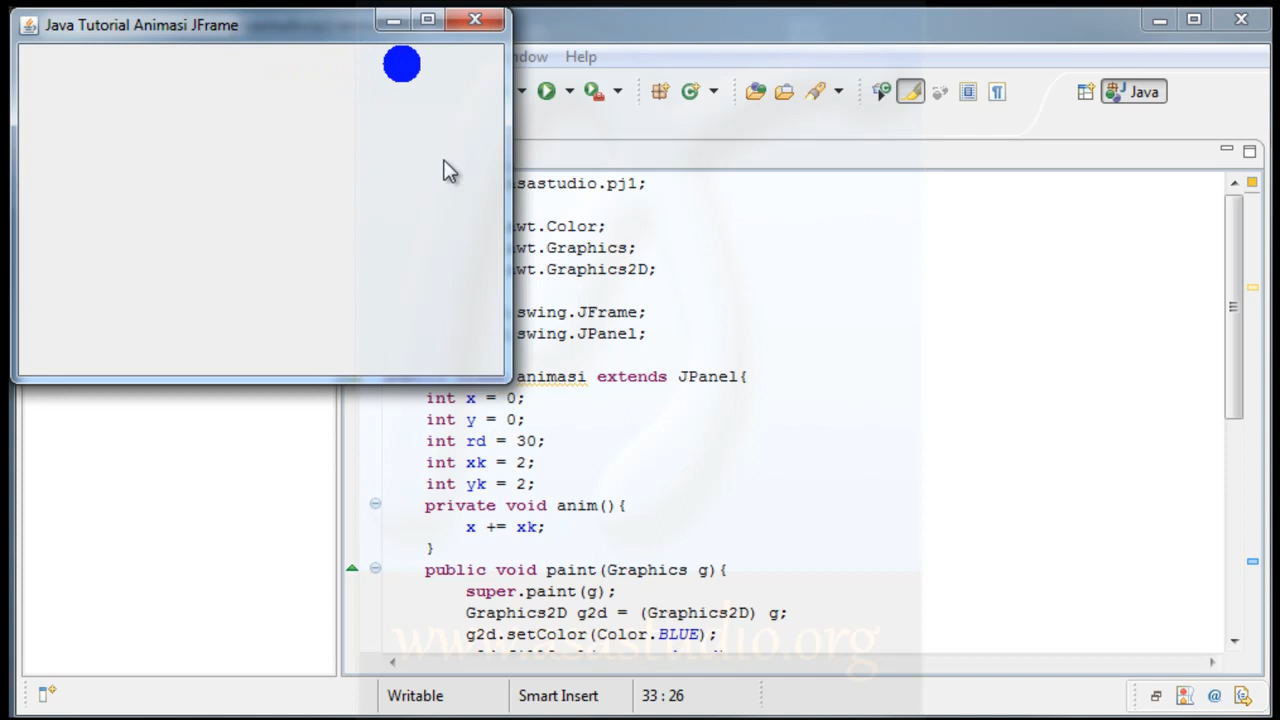 Java Tutorial Animasi JFrame
ndow Help
Java
sastudio.pj1;
wt.Color;
wt.Graphics;
wt.Graphics2D;
swing.JFrame;
swing.JPanel;
animasi extends JPanel{
int x = 0;
int y = 0;
int rd = 30;
int xk = 2;
int yk = 2;
private void anim(){
x += xk;
}
public void paint(Graphics g){
super.paint(g);
Graphics2D g2d = (Graphics2D) g;
g2d.setColor(Color.BLUE);
www.asastudio.org
Writable Smart Insert 33 : 26